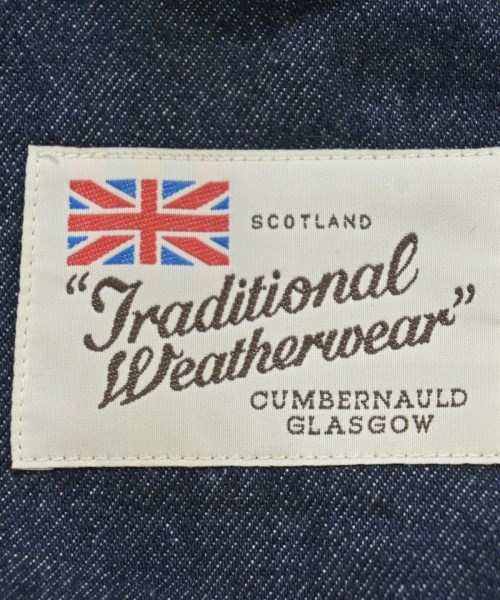 SCOTLAND
“Traditional
Weatherwear”
CUMBERNAULD
GLASGOW